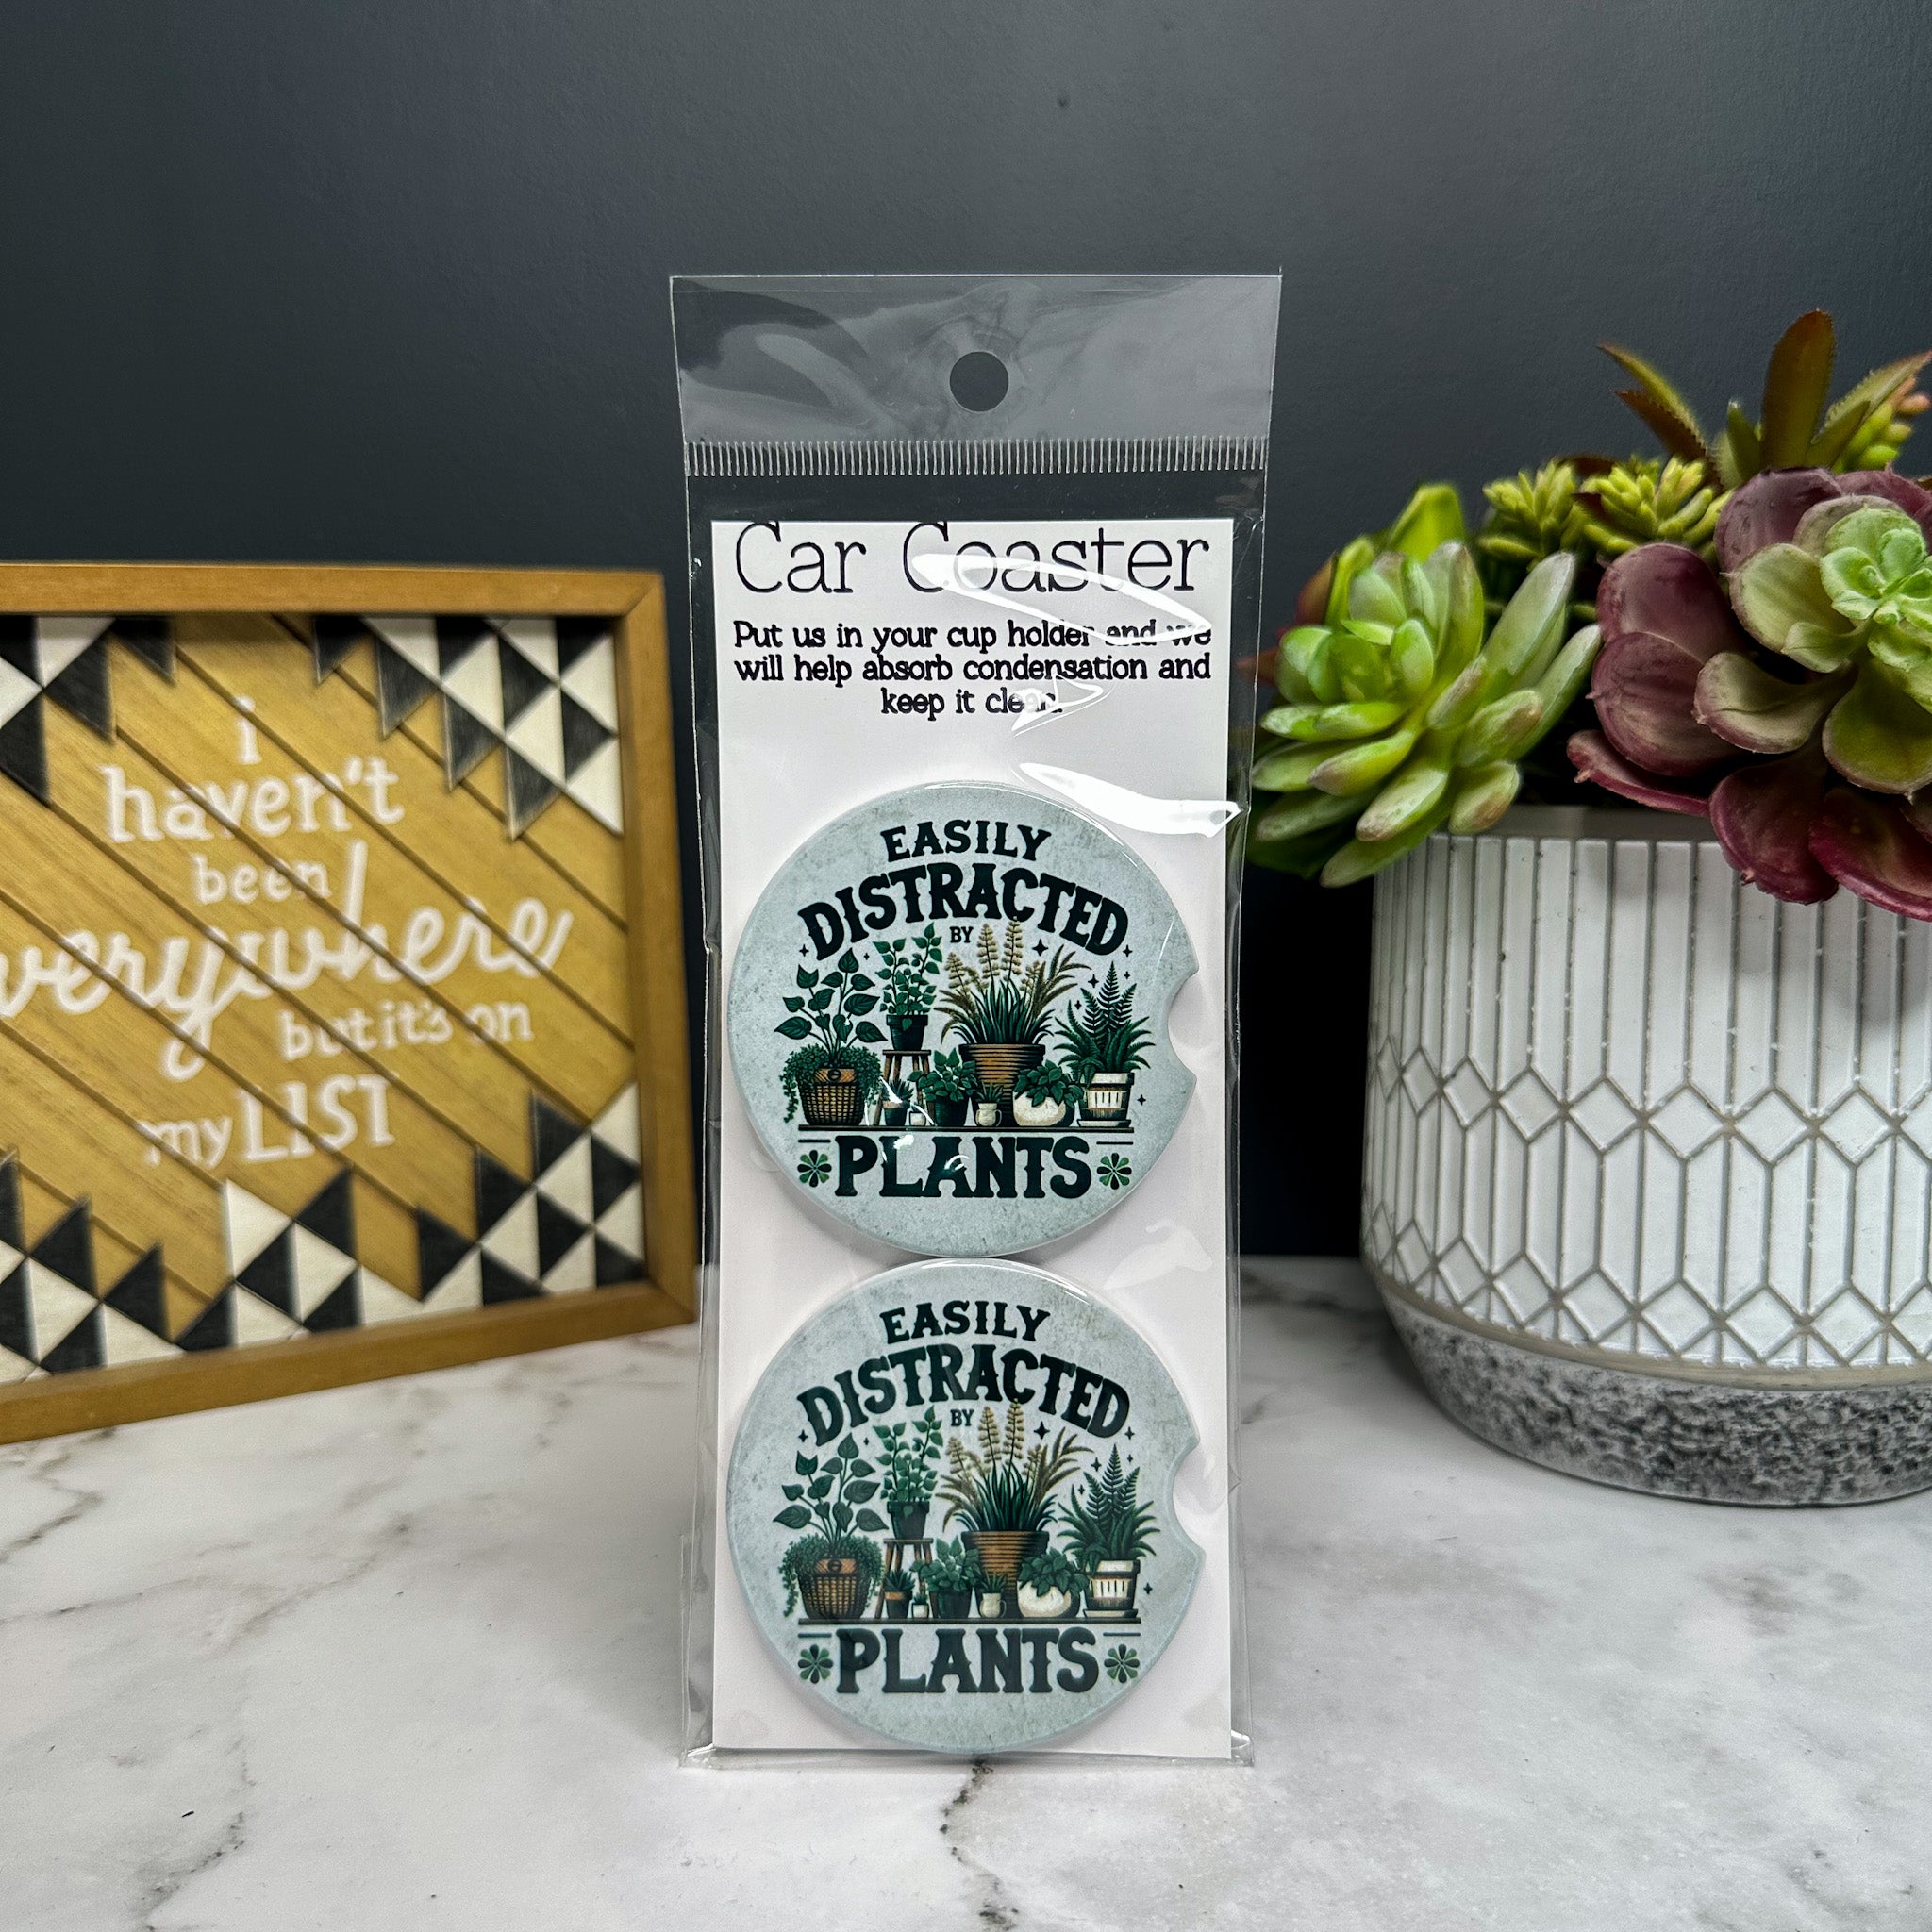 i
haven't
been
verywhere
but it's on
my LIST
Car Coaster
Put us in your cup holder and we
will help absorb condensation and
keep it clean.
EASILY
DISTRACTED
BY
PLANTS
EASILY
DISTRACTED
BY
PLANTS